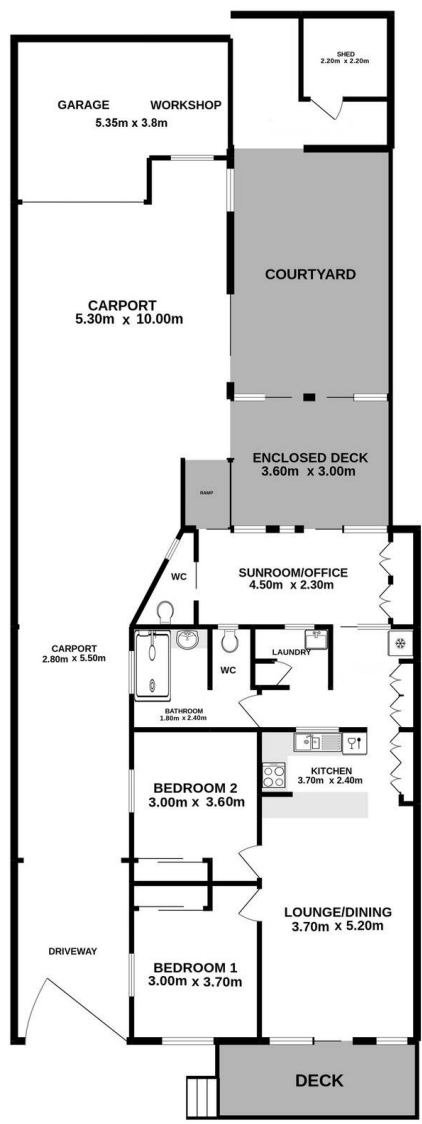 SHED
2.20m x 2.20m
GARAGE WORKSHOP
5.35m x 3.8m
COURTYARD
CARPORT
5.30m x 10.00m
ENCLOSED DECK
3.60m x 3.00m
RAMP
SUNROOM/OFFICE
4.50m x 2.30m
WC
CARPORT
2.80m x 5.50m
LAUNDRY
WC
BATHROOM
1.80m x 2.40m
KITCHEN
3.70m x 2.40m
BEDROOM 2
3.00m x 3.60m
LOUNGE/DINING
3.70m x 5.20m
DRIVEWAY
BEDROOM 1
3.00m x 3.70m
DECK